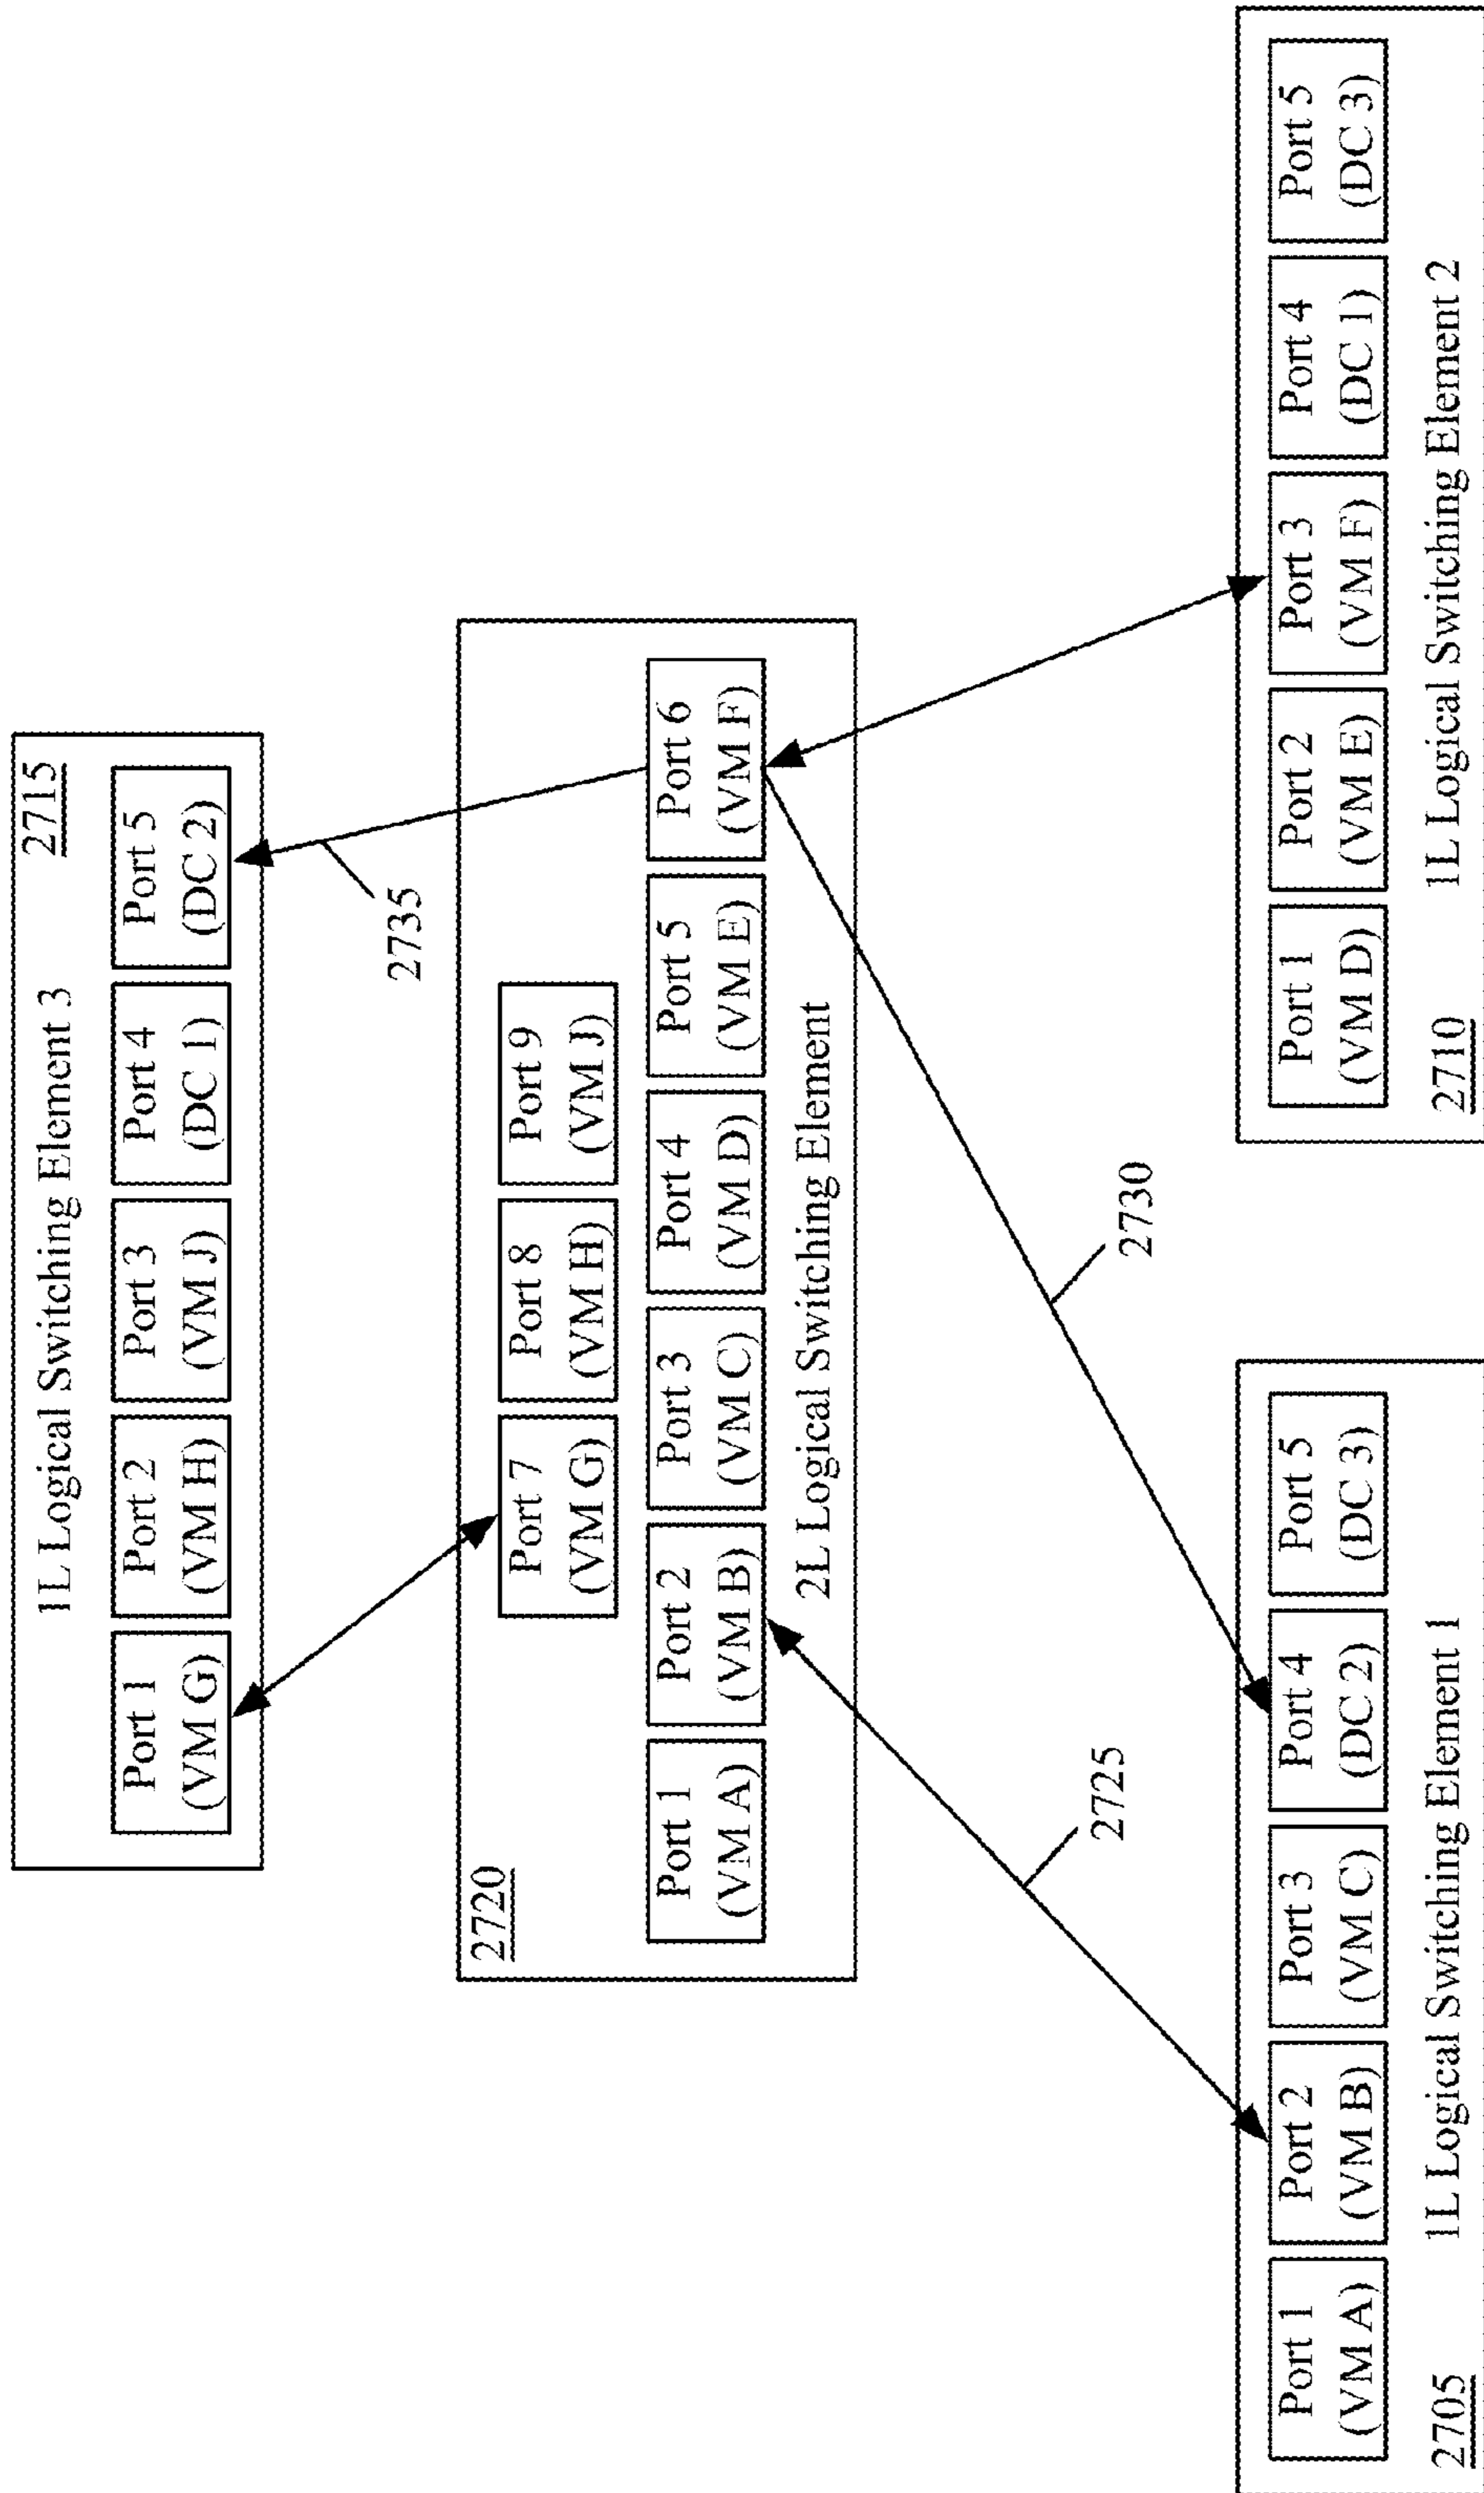 1L Logical Switching Element 3
2715
Port 1
(VM G)
Port 2
(VM H)
Port 3
(VM J)
Port 4
(DC 1)
Port 5
(DC 2)
2735
2720
Port 7
(VM G)
Port 8
(VM H)
Port 9
(VM J)
Port 1
(VM A)
Port 2
(VM B)
Port 3
(VM C)
Port 4
(VM D)
Port 5
(VM E)
Port 6
(VM F)
2L Logical Switching Element
2725
2730
Port 1
(VM A)
Port 2
(VM B)
Port 3
(VM C)
Port 4
(DC 2)
Port 5
(DC 3)
2705
1L Logical Switching Element 1
Port 1
(VM D)
Port 2
(VM E)
Port 3
(VM F)
Port 4
(DC 1)
Port 5
(DC 3)
2710
1L Logical Switching Element 2